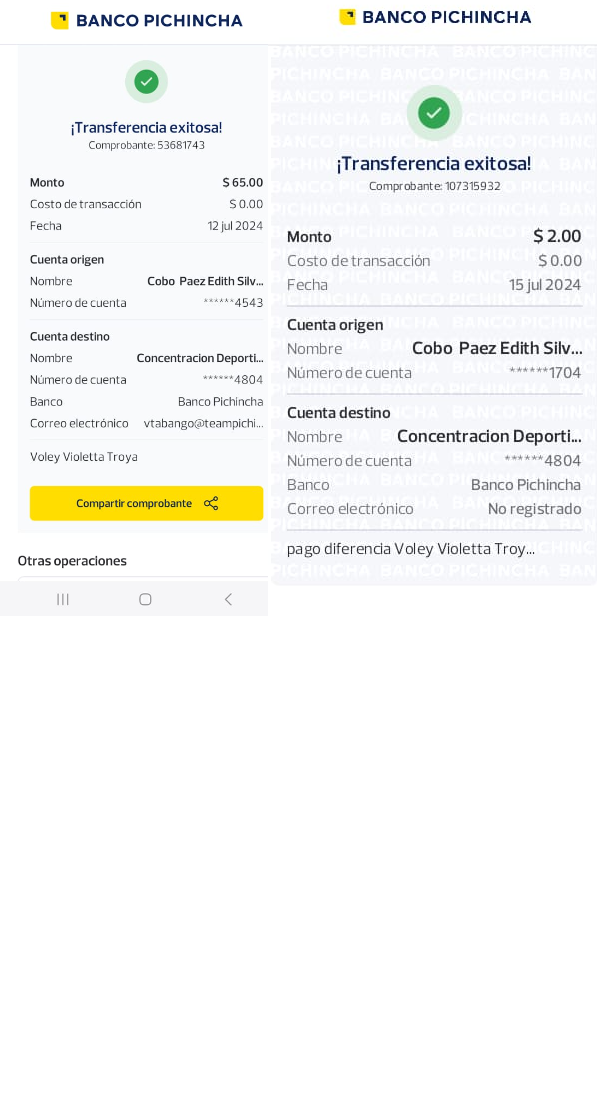 BANCO PICHINCHA
¡Transferencia exitosa!
Comprobante: 53681743
Monto $ 65.00
Costo de transacción $ 0.00
Fecha 12 jul 2024
Cuenta origen
Nombre Cobo Paez Edith Silv...
Número de cuenta ******4543
Cuenta destino
Nombre Concentracion Deporti...
Número de cuenta ******4804
Banco Banco Pichincha
Correo electrónico vtabango@teampichi...
Voley Violetta Troya
Compartir comprobante
Otras operaciones
BANCO PICHINCHA
¡Transferencia exitosa!
Comprobante: 107315932
Monto $ 2.00
Costo de transacción $ 0.00
Fecha 15 jul 2024
Cuenta origen
Nombre Cobo Paez Edith Silv...
Número de cuenta ******1704
Cuenta destino
Nombre Concentracion Deporti...
Número de cuenta ******4804
Banco Banco Pichincha
Correo electrónico No registrado
pago diferencia Voley Violetta Troy...